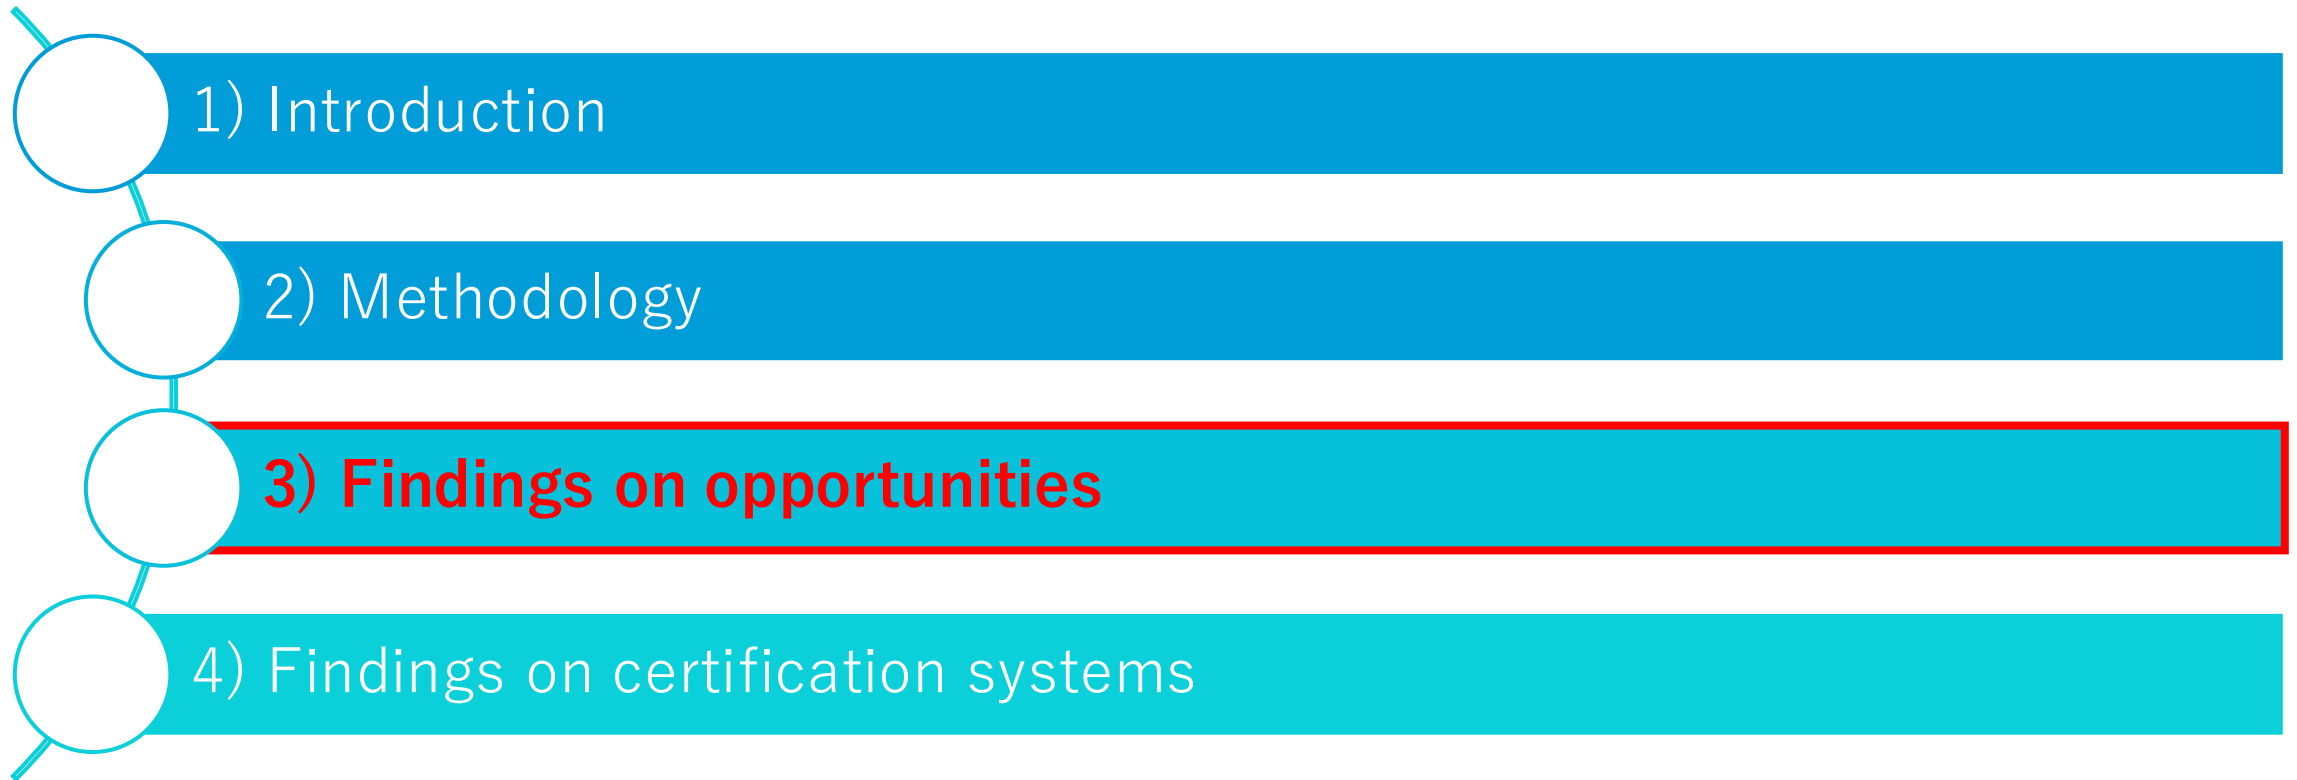 1) Introduction
2) Methodology
3) Findings on opportunities
4) Findings on certification systems